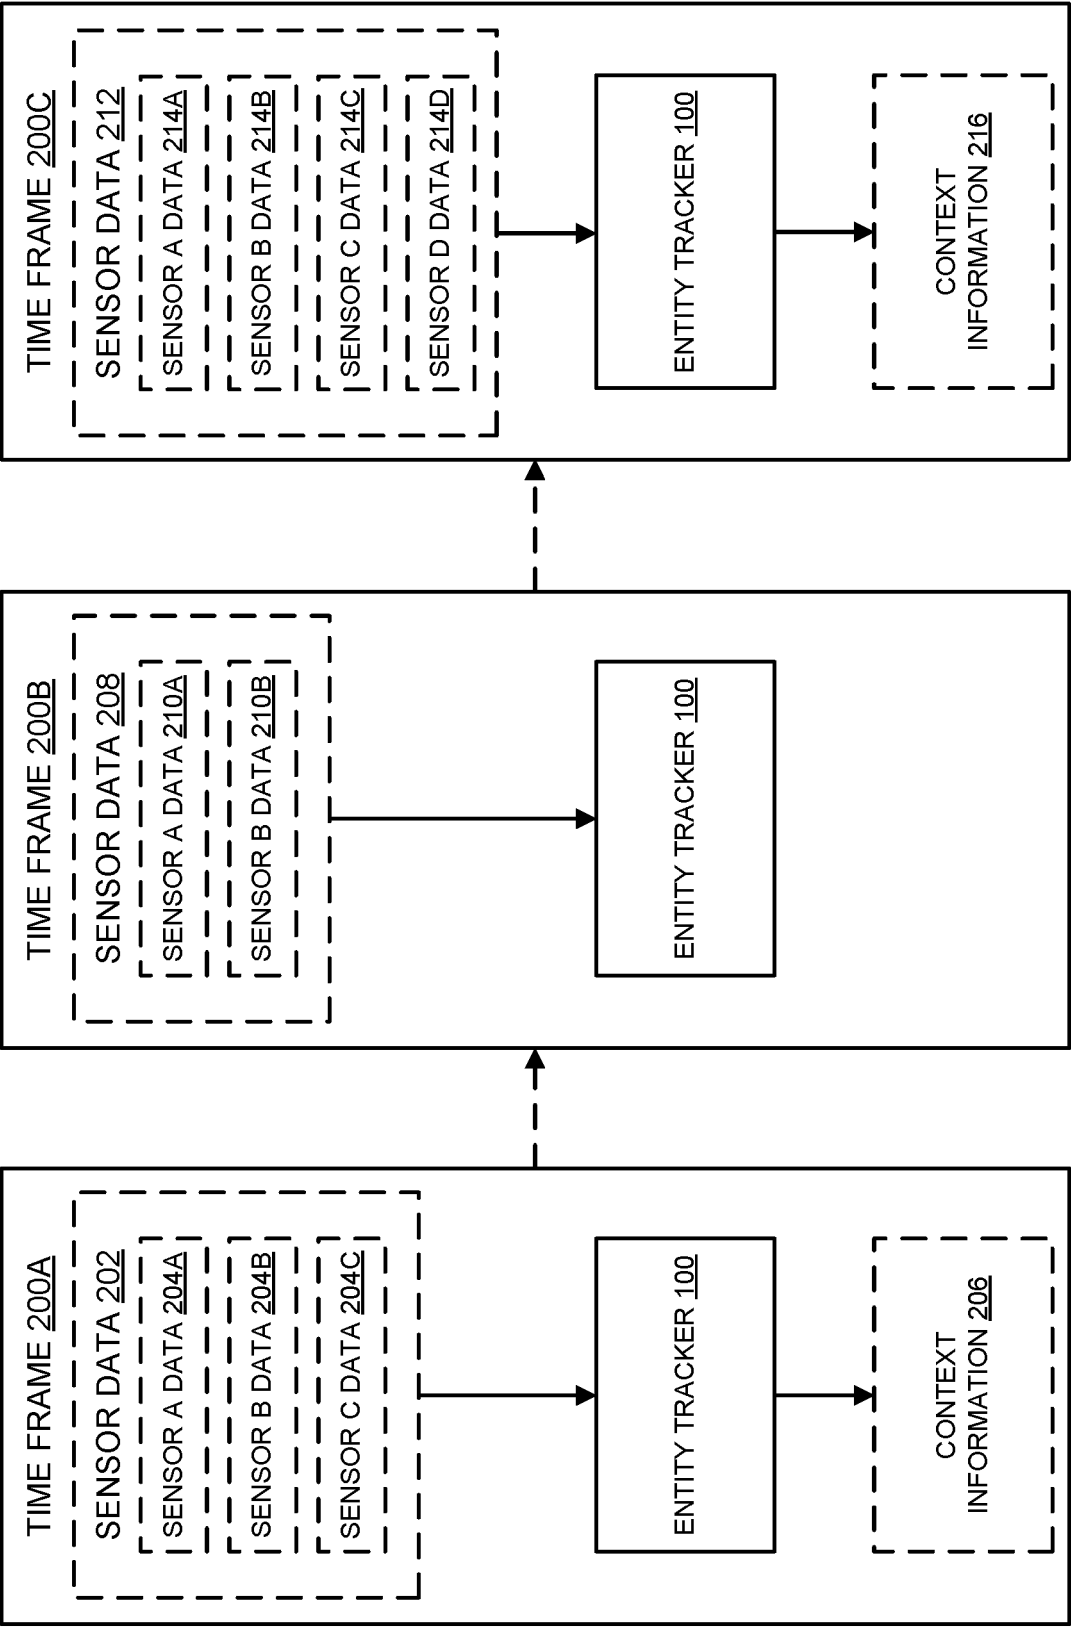 TIME FRAME 200A
SENSOR DATA 202
SENSOR A DATA 204A
SENSOR B DATA 204B
SENSOR C DATA 204C
ENTITY TRACKER 100
CONTEXT
INFORMATION 206
TIME FRAME 200B
SENSOR DATA 208
SENSOR A DATA 210A
SENSOR B DATA 210B
ENTITY TRACKER 100
TIME FRAME 200C
SENSOR DATA 212
SENSOR A DATA 214A
SENSOR B DATA 214B
SENSOR C DATA 214C
SENSOR D DATA 214D
ENTITY TRACKER 100
CONTEXT
INFORMATION 216